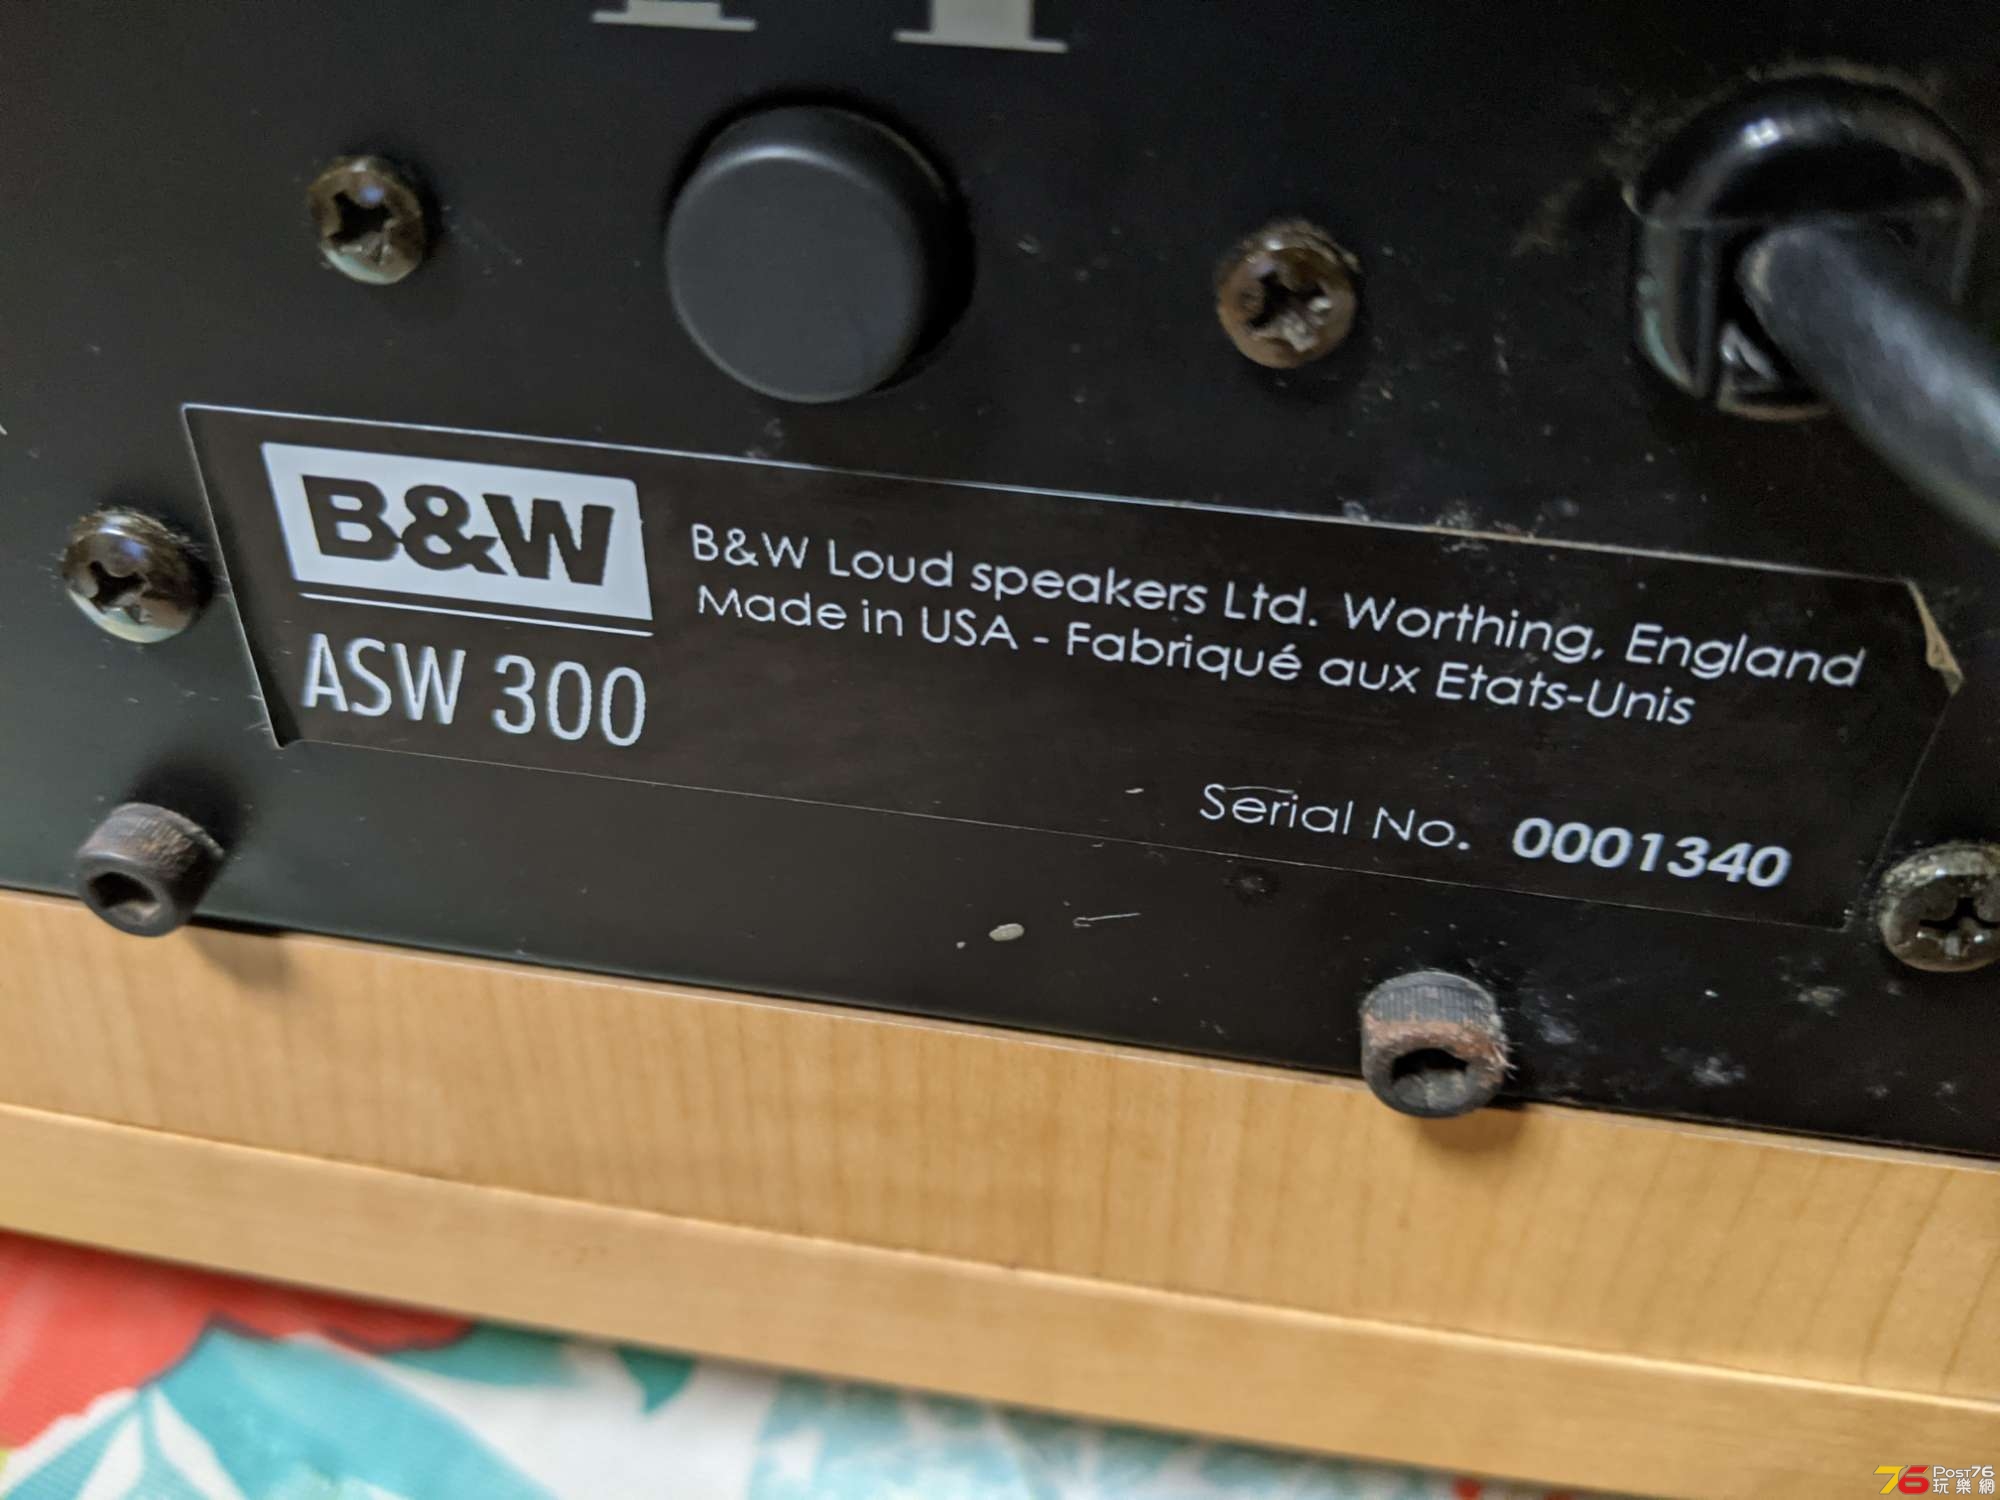 B&W
ASW 300
B&W Loud speakers Ltd. Worthing, England
Made in USA - Fabriqué aux Etats-Unis
Serial No. 0001340
76 POST76
玩樂網